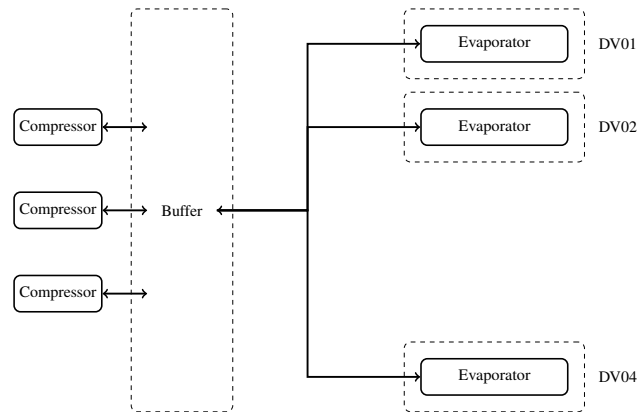 Evaporator
DV01
Evaporator
DV02
Compressor
Compressor
Buffer
Compressor
Evaporator
DV04